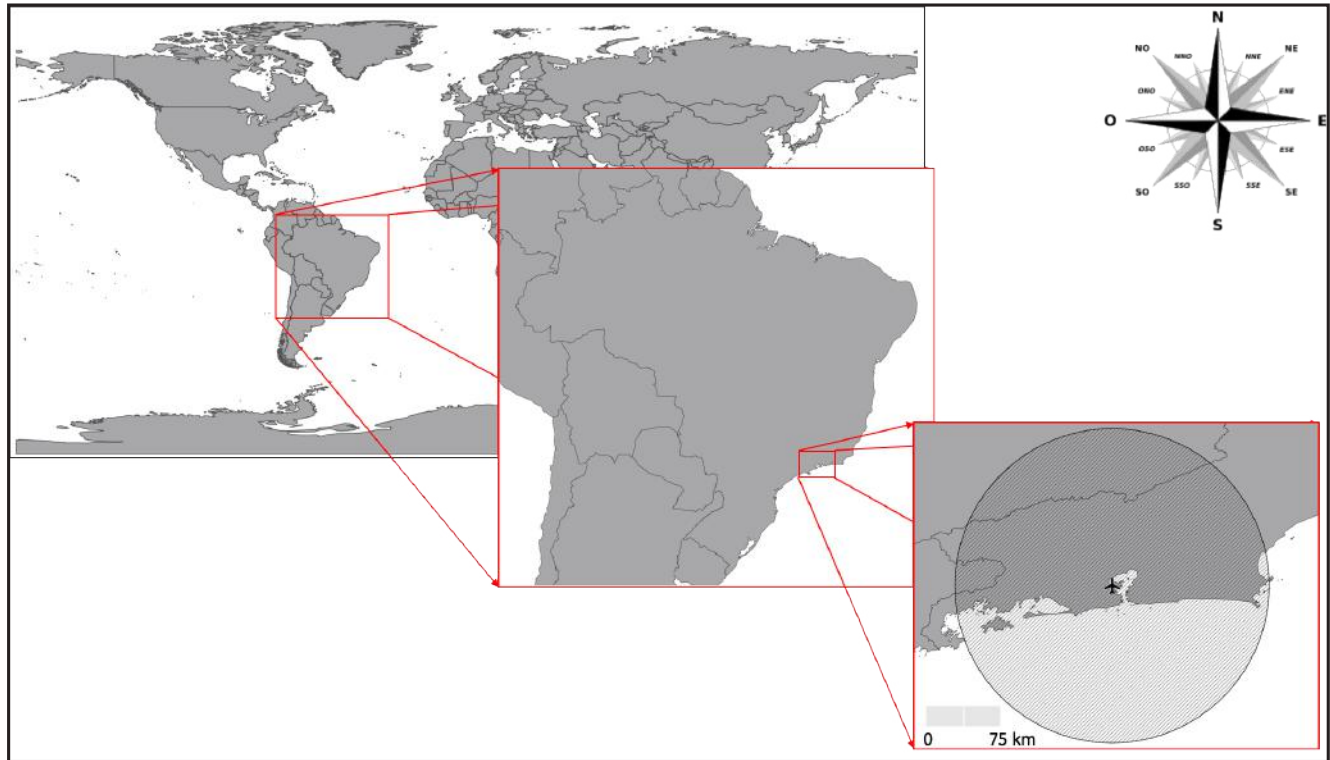 N
NO NNO NNE NE
ONO ENE
O E
OSO ESE
SO SSO SSE SE
S
0 75 km